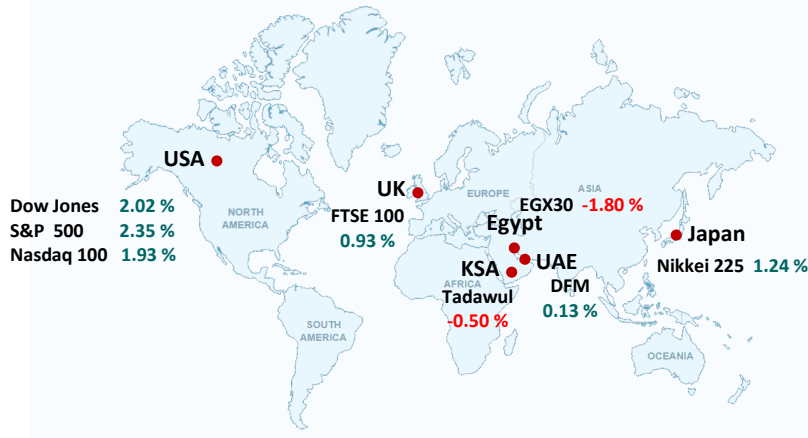 USA
Dow Jones 2.02 %
S&P 500 2.35 %
Nasdaq 100 1.93 %
NORTH
AMERICA
SOUTH
AMERICA
UK
FTSE 100
0.93 %
EUROPE
ASIA
EGX30 -1.80 %
Egypt
KSA
AFRICA
Tadawul
-0.50 %
UAE
DFM
0.13 %
Japan
Nikkei 225 1.24 %
OCEANIA